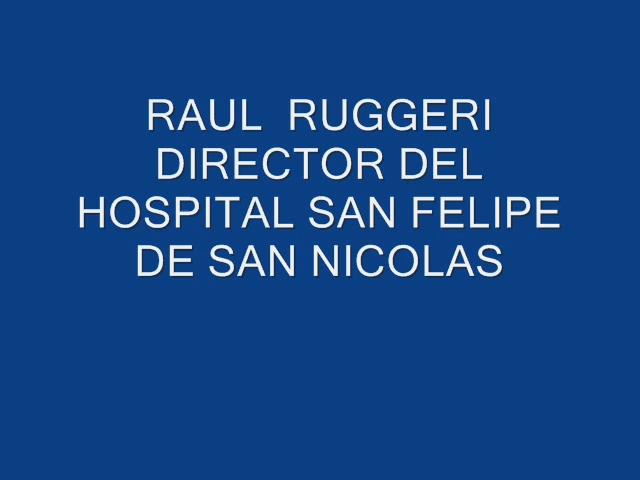 RAUL  RUGGERI
DIRECTOR DEL
HOSPITAL SAN FELIPE
DE SAN NICOLAS